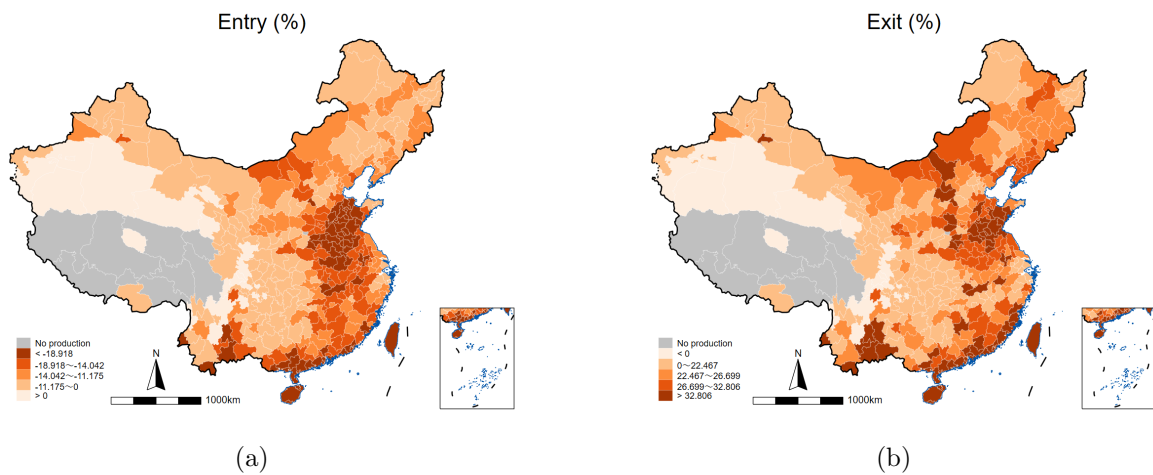 Entry (%)
No production
< -18.918
-18.918～-14.042
-14.042～-11.175
-11.175～0
> 0
N
1000km
(a)
Exit (%)
No production
< 0
0～22.467
22.467～26.699
26.699～32.806
> 32.806
N
1000km
(b)